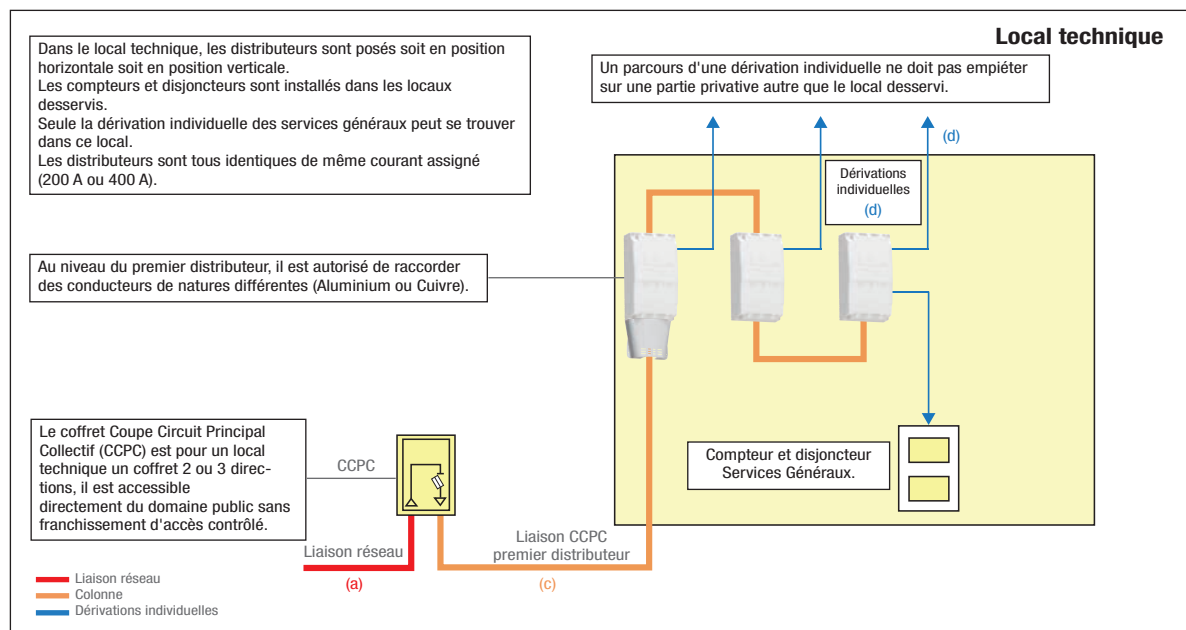 Local technique
Dans le local technique, les distributeurs sont posés soit en position
horizontale soit en position verticale.
Les compteurs et disjoncteurs sont installés dans les locaux
desservis.
Seule la dérivation individuelle des services généraux peut se trouver
dans ce local.
Les distributeurs sont tous identiques de même courant assigné
(200 A ou 400 A).
Un parcours d'une dérivation individuelle ne doit pas empiéter
sur une partie privative autre que le local desservi.
(d)
Dérivations
individuelles
(d)
Au niveau du premier distributeur, il est autorisé de raccorder
des conducteurs de natures différentes (Aluminium ou Cuivre).
Le coffret Coupe Circuit Principal
Collectif (CCPC) est pour un local
technique un coffret 2 ou 3 direc-
tions, il est accessible
directement du domaine public sans
franchissement d'accès contrôlé.
CCPC
Compteur et disjoncteur
Services Généraux.
Liaison réseau
(a)
Liaison CCPC
premier distributeur
(c)
Liaison réseau
Colonne
Dérivations individuelles